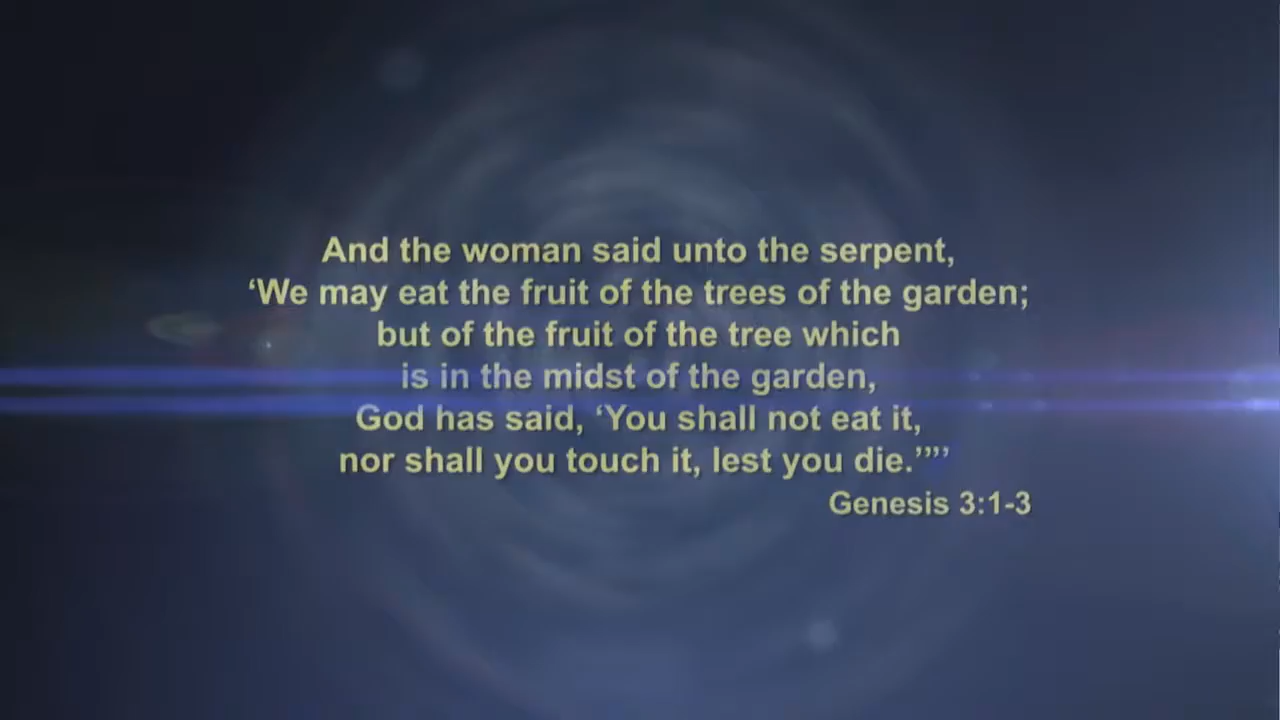 And the woman said unto the serpent,
‘We may eat the fruit of the trees of the garden;
but of the fruit of the tree which
is in the midst of the garden,
God has said, ‘You shall not eat it,
nor shall you touch it, lest you die.’”’
Genesis 3:1-3